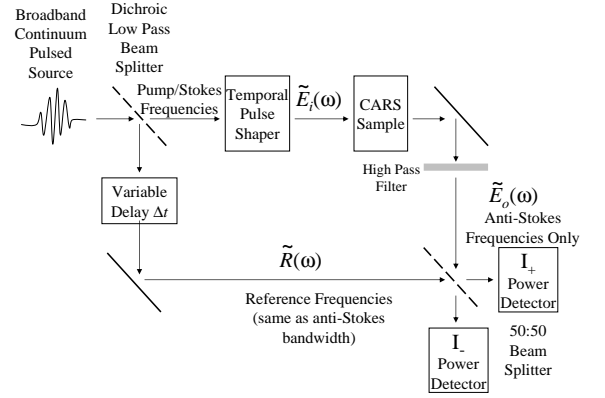 Broadband
Continuum
Pulsed
Source
Dichroic
Low Pass
Beam
Splitter
Pump/Stokes
Frequencies
Temporal
Pulse
Shaper
Ẽi(ω)
CARS
Sample
High Pass
Filter
Variable
Delay Δt
Ẽo(ω)
Anti-Stokes
Frequencies Only
R̃(ω)
Reference Frequencies
(same as anti-Stokes
bandwidth)
I+
Power
Detector
I-
Power
Detector
50:50
Beam
Splitter